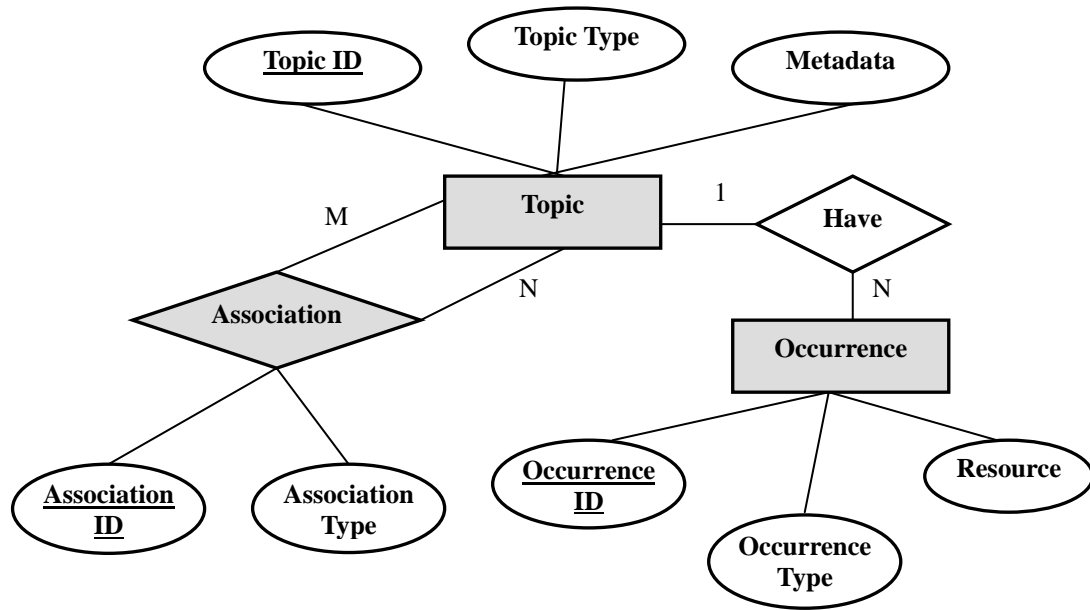 Topic ID
Topic Type
Metadata
Topic
1
Have
M
N
N
Association
Occurrence
Association
ID
Association
Type
Occurrence
ID
Resource
Occurrence
Type